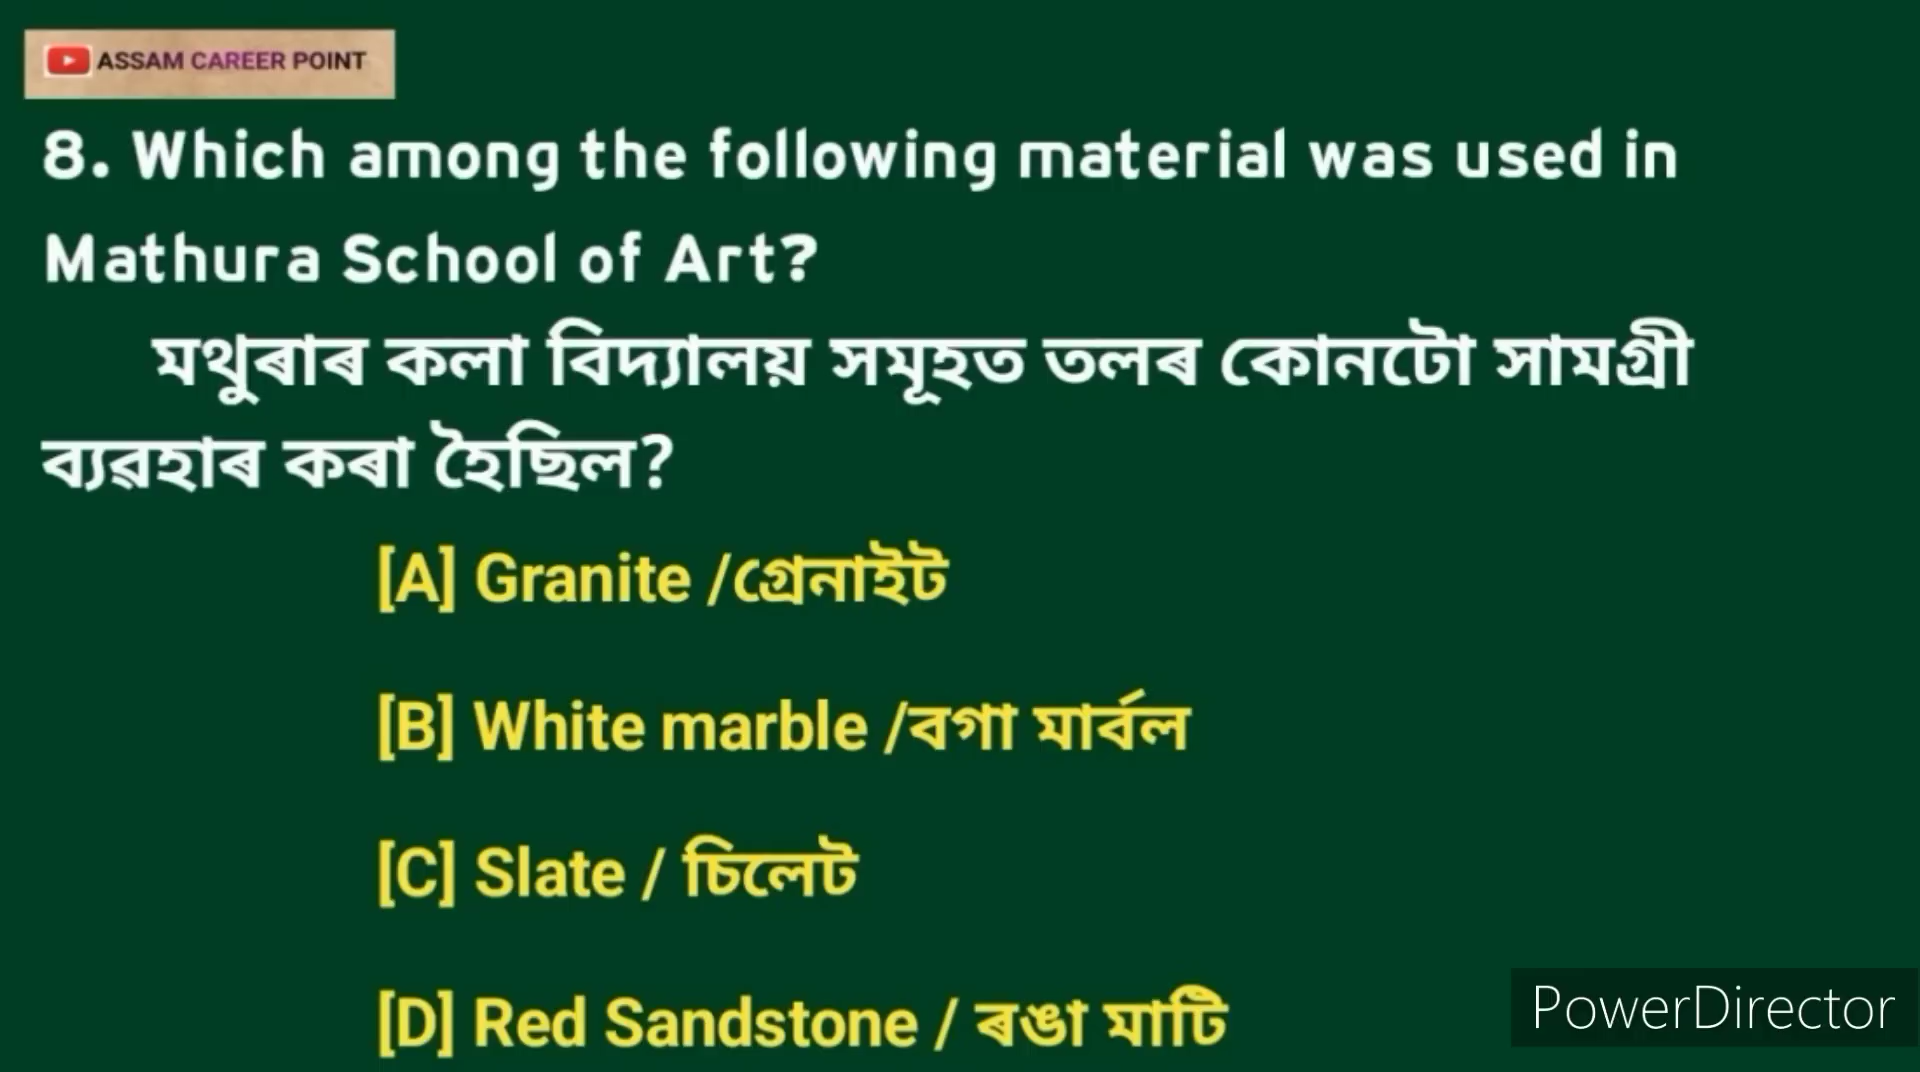 ASSAM CAREER POINT
8. Which among the following material was used in
Mathura School of Art?
মথুৰাৰ কলা বিদ্যালয় সমূহত তলৰ কোনটো সামগ্ৰী
ব্যৱহাৰ কৰা হৈছিল?
[A] Granite /গ্ৰেনাইট
[B] White marble /বগা মাৰ্বল
[C] Slate / চিলেট
[D] Red Sandstone / ৰঙা মাটি
PowerDirector